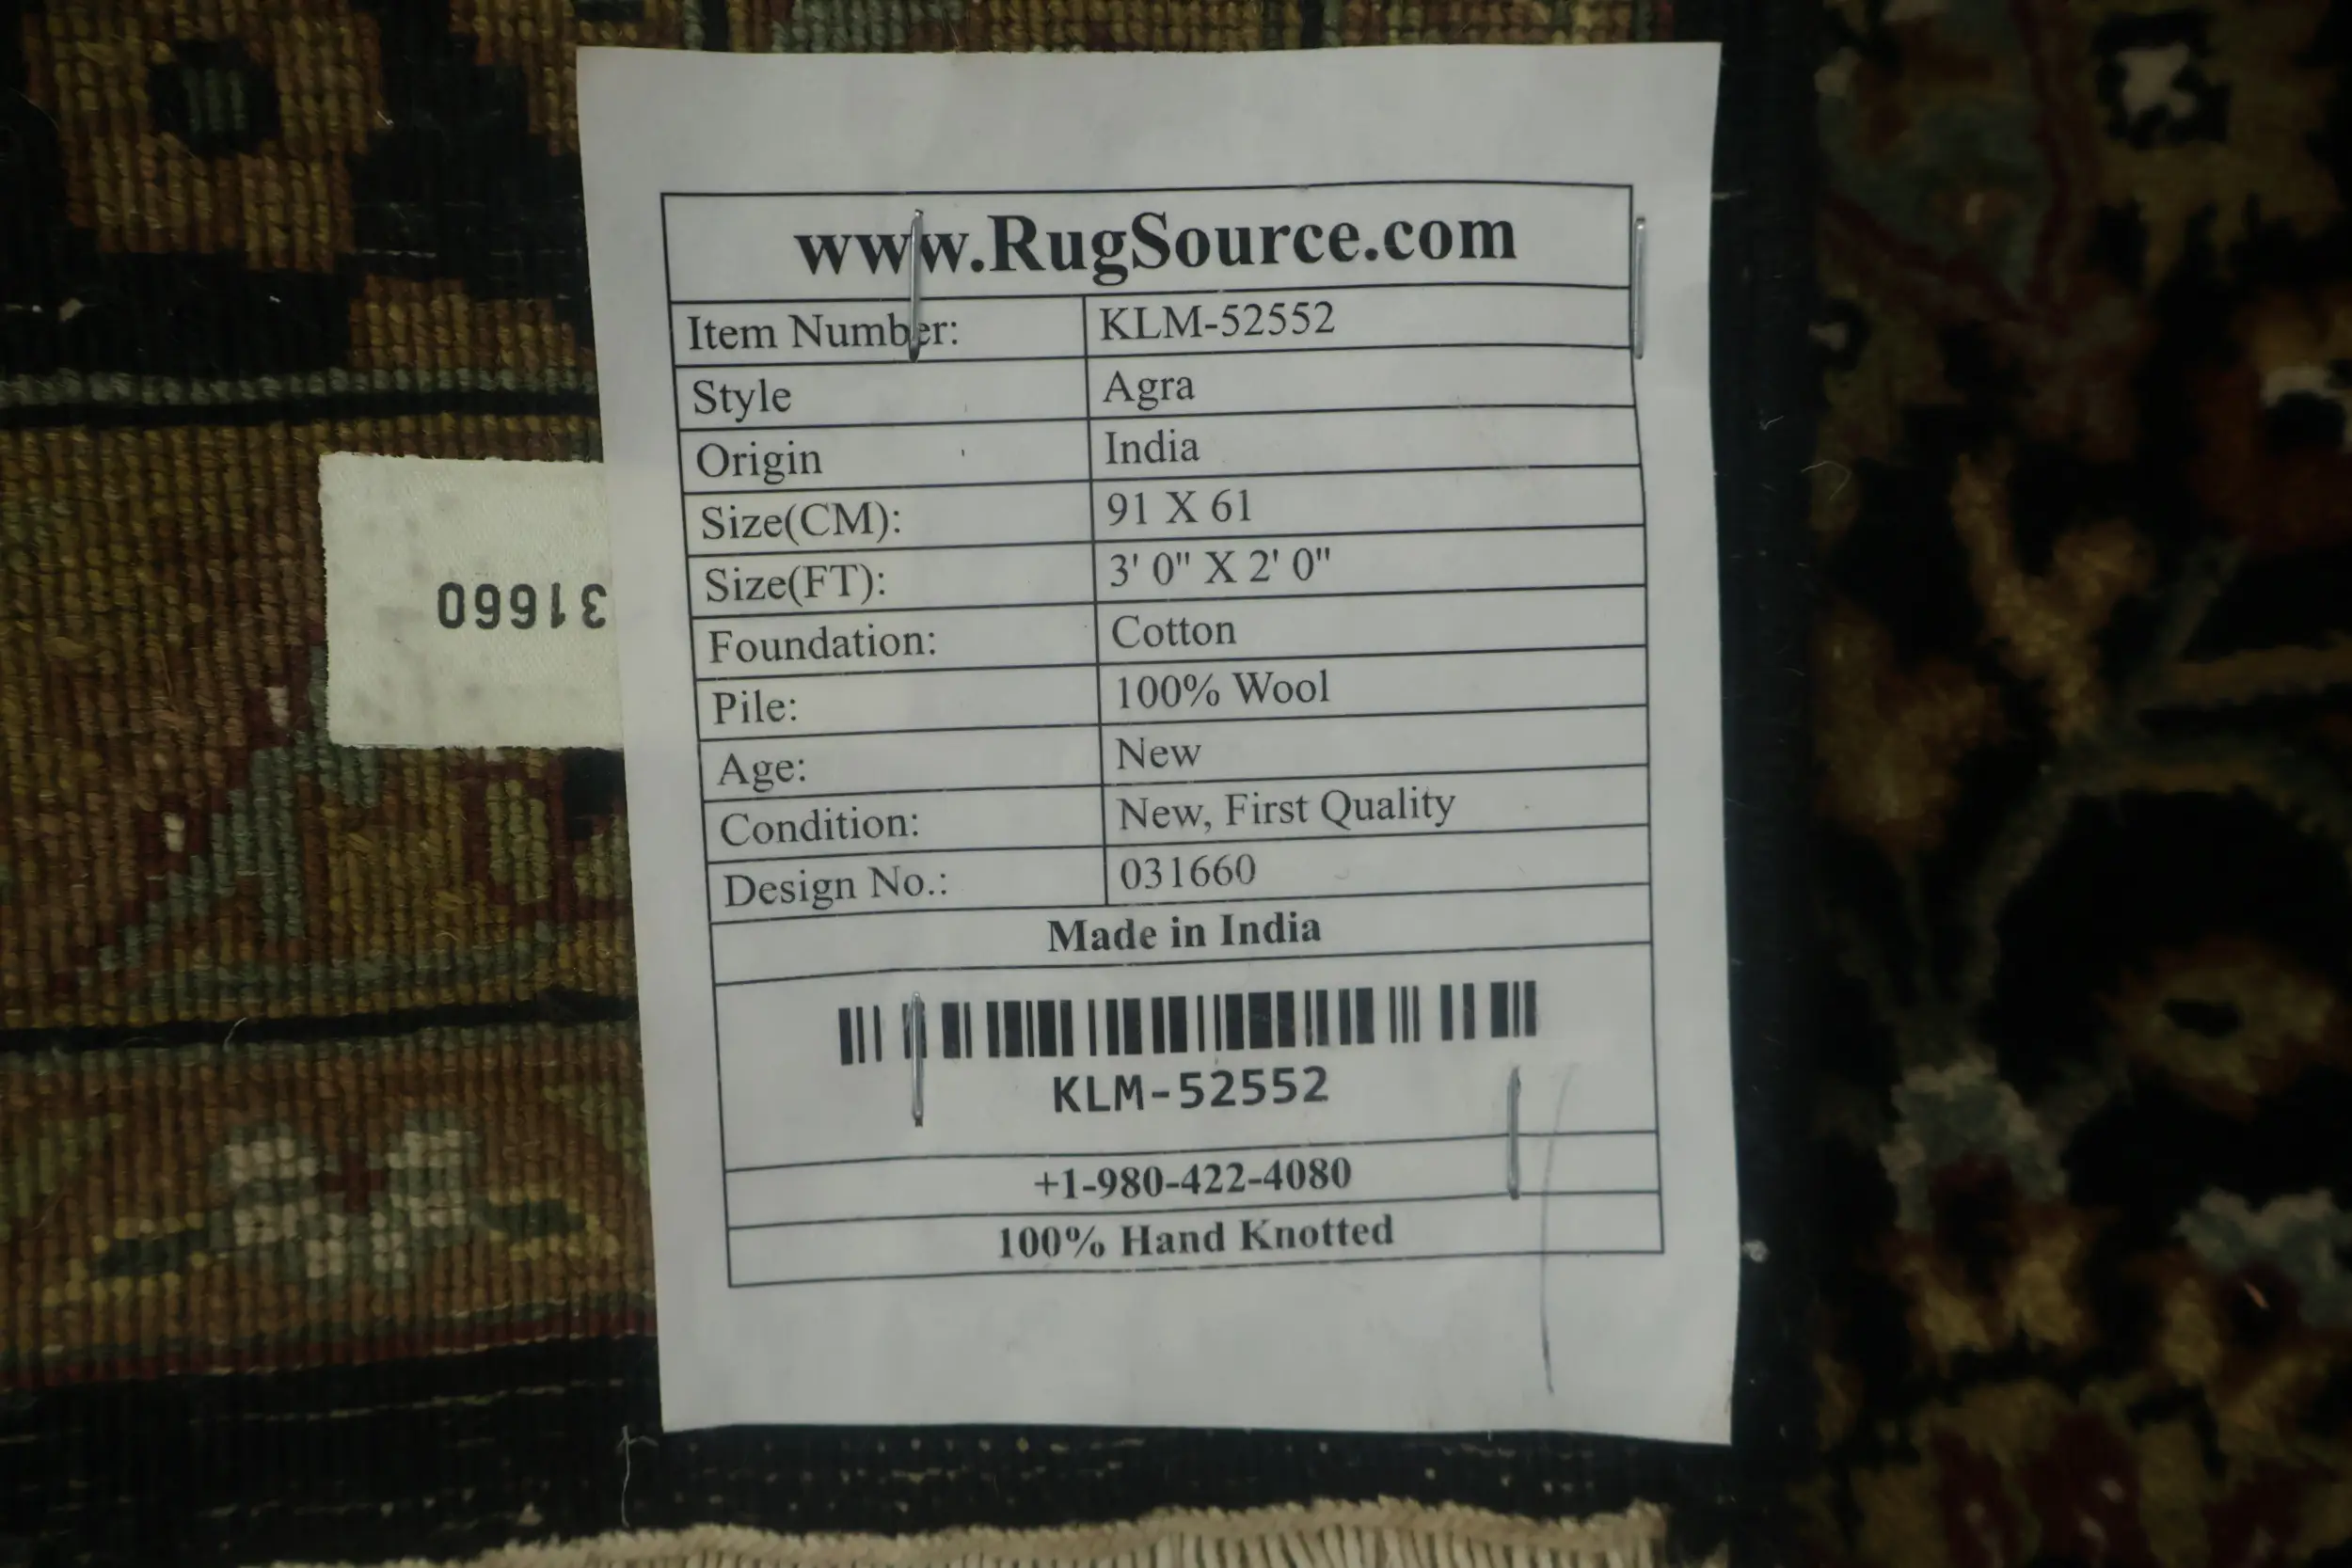 www.RugSource.com
Item Number: KLM-52552
Style Agra
Origin India
Size(CM): 91 X 61
Size(FT): 3' 0" X 2' 0"
Foundation: Cotton
Pile: 100% Wool
Age: New
Condition: New, First Quality
Design No.: 031660
Made in India
KLM-52552
+1-980-422-4080
100% Hand Knotted
31660